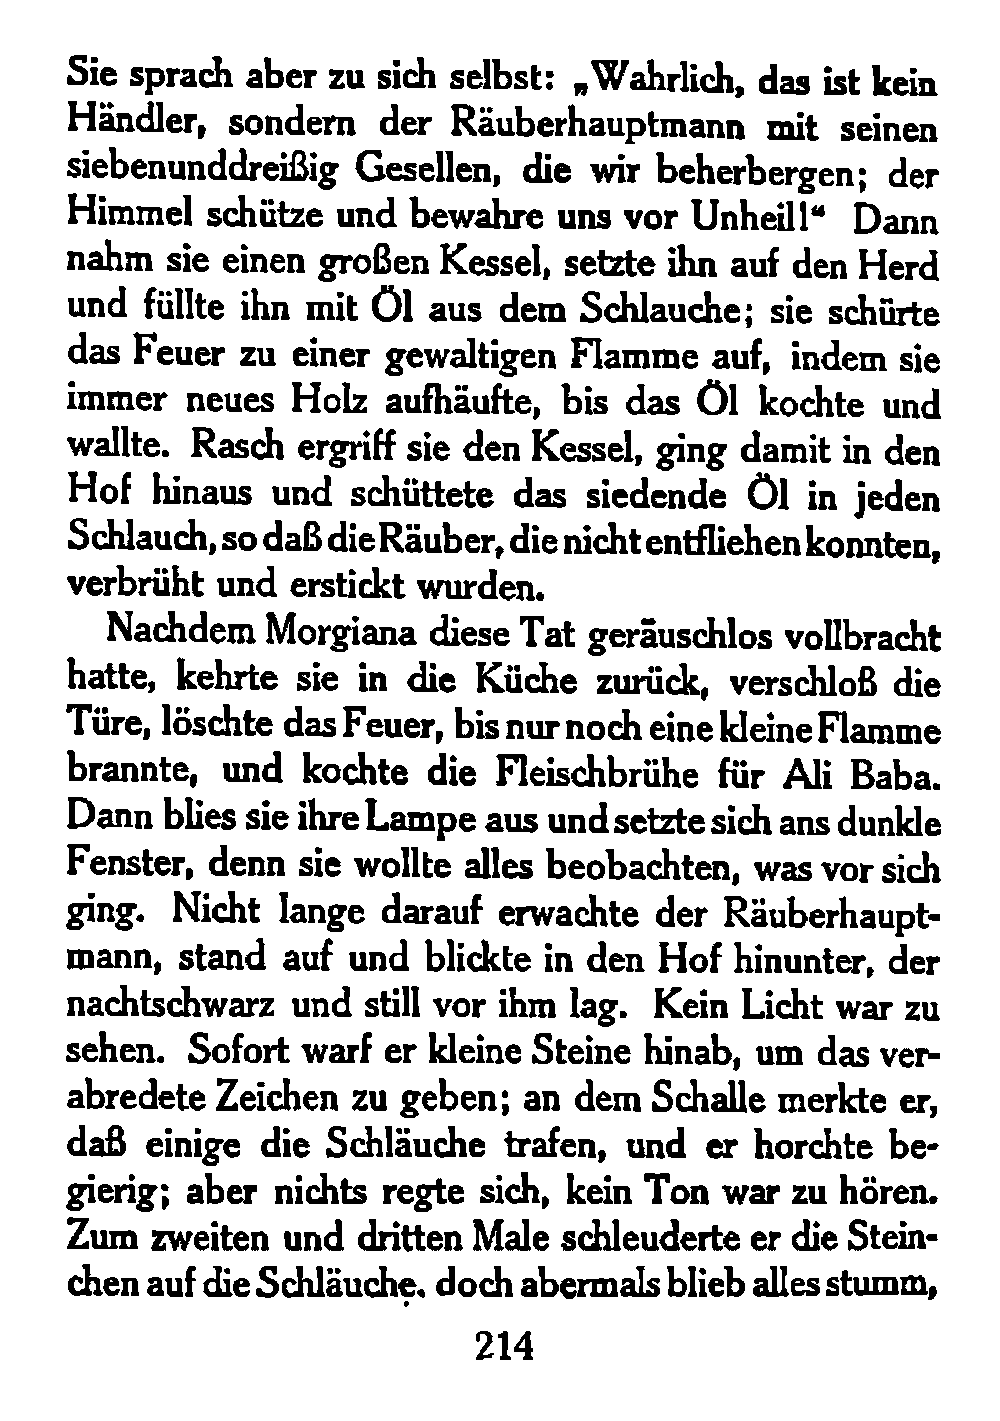 Sie sprach aber zu sich selbst: „Wahrlich, das ist kein
Händler, sondern der Räuberhauptmann mit seinen
siebenunddreißig Gesellen, die wir beherbergen; der
Himmel schütze und bewahre uns vor Unheil!“ Dann
nahm sie einen großen Kessel, setzte ihn auf den Herd
und füllte ihn mit Öl aus dem Schlauche; sie schürte
das Feuer zu einer gewaltigen Flamme auf, indem sie
immer neues Holz aufhäufte, bis das Öl kochte und
wallte. Rasch ergriff sie den Kessel, ging damit in den
Hof hinaus und schüttete das siedende Öl in jeden
Schlauch, so daß die Räuber, die nicht entfliehen konnten,
verbrüht und erstickt wurden.
Nachdem Morgiana diese Tat geräuschlos vollbracht
hatte, kehrte sie in die Küche zurück, verschloß die
Türe, löschte das Feuer, bis nur noch eine kleine Flamme
brannte, und kochte die Fleischbrühe für Ali Baba.
Dann blies sie ihre Lampe aus und setzte sich ans dunkle
Fenster, denn sie wollte alles beobachten, was vor sich
ging. Nicht lange darauf erwachte der Räuberhaupt-
mann, stand auf und blickte in den Hof hinunter, der
nachtschwarz und still vor ihm lag. Kein Licht war zu
sehen. Sofort warf er kleine Steine hinab, um das ver-
abredete Zeichen zu geben; an dem Schalle merkte er,
daß einige die Schläuche trafen, und er horchte be-
gierig; aber nichts regte sich, kein Ton war zu hören.
Zum zweiten und dritten Male schleuderte er die Stein-
chen auf die Schläuche. doch abermals blieb alles stumm,
214